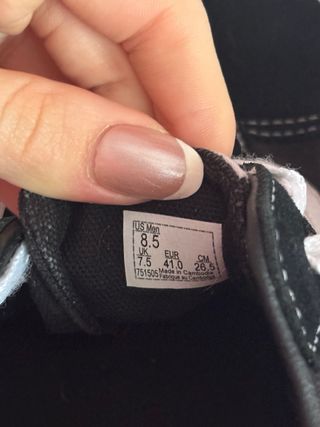 US Men
8.5
UK EUR CM
7.5 41.0 26.5
751505 Made in Cambodia
Fabriqué au Cambodge